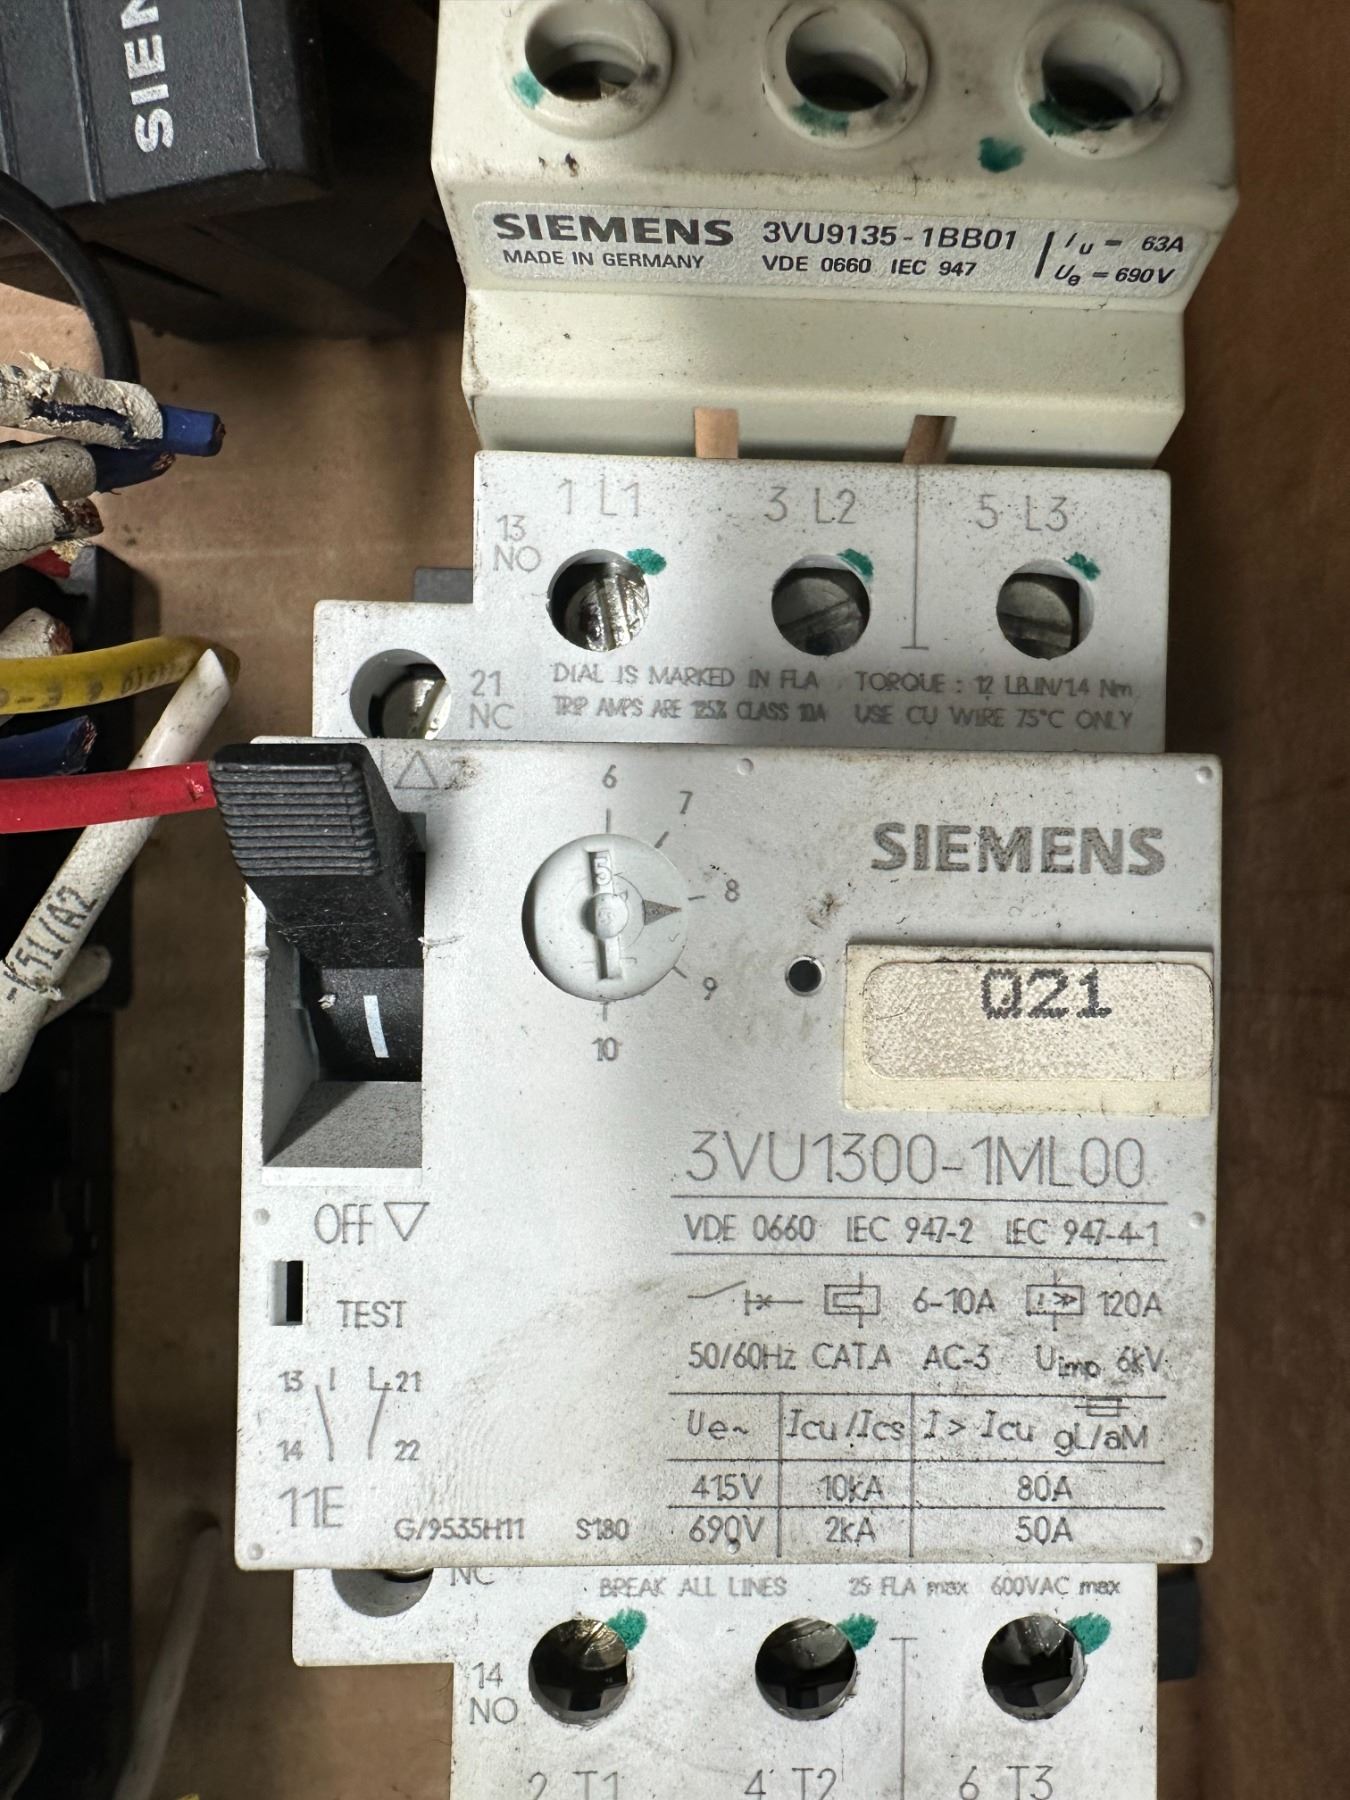 SIEMENS
SIEMENS 3VU9135-1BB01 Iu = 63A
MADE IN GERMANY VDE 0660 IEC 947 Ue = 690V
1 L1 3 L2 5 L3
13
NO
21
NC
DIAL IS MARKED IN FLA TORQUE : 12 LB.IN/1.4 Nm
TRIP AMPS ARE 125% CLASS 10A USE CU WIRE 75°C ONLY
6
7
8
9
10
SIEMENS
-K51/A2
Q21
3VU1300-1ML00
OFF
VDE 0660 IEC 947-2 IEC 947-4-1
6-10A I>> 120A
TEST
50/60Hz CAT.A AC-3 Uimp 6kV
13 21
14 22
Ue~ Icu/Ics I> Icu gL/aM
415V 10kA 80A
690V 2kA 50A
11E
G/9535H11 S180
NC
BREAK ALL LINES 25 FLA max 600VAC max
14
NO
2 T1 4 T2 6 T3